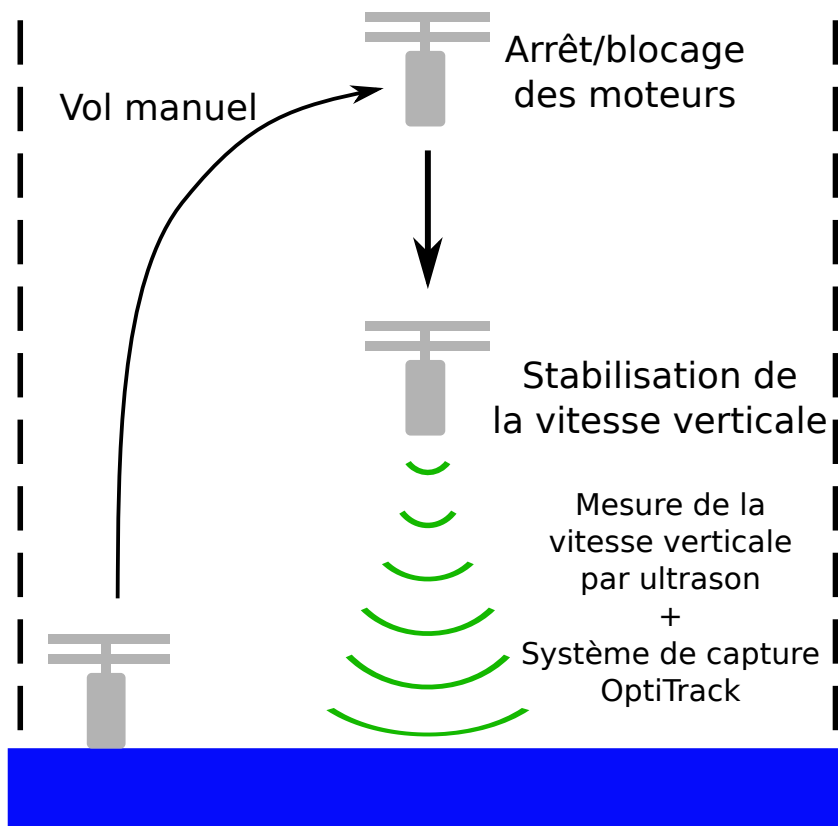 Arrêt/blocage
des moteurs
Vol manuel
Stabilisation de
la vitesse verticale
Mesure de la
vitesse verticale
par ultrason
+
Système de capture
OptiTrack